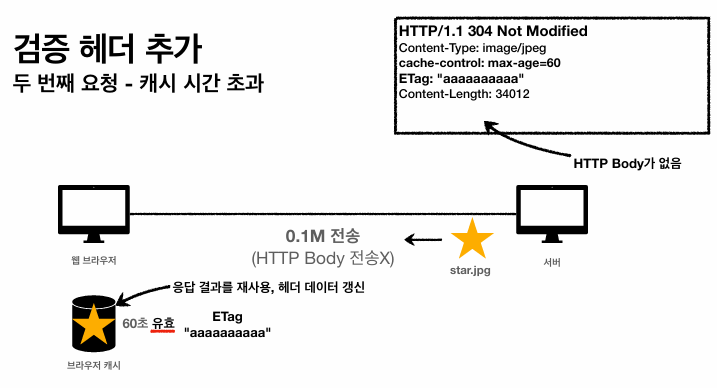 검증 헤더 추가
두 번째 요청 - 캐시 시간 초과
HTTP/1.1 304 Not Modified
Content-Type: image/jpeg
cache-control: max-age=60
ETag: "aaaaaaaaaa"
Content-Length: 34012
HTTP Body가 없음
0.1M 전송
(HTTP Body 전송X)
star.jpg
웹 브라우저
서버
응답 결과를 재사용, 헤더 데이터 갱신
60초 유효
ETag
"aaaaaaaaaa"
브라우저 캐시